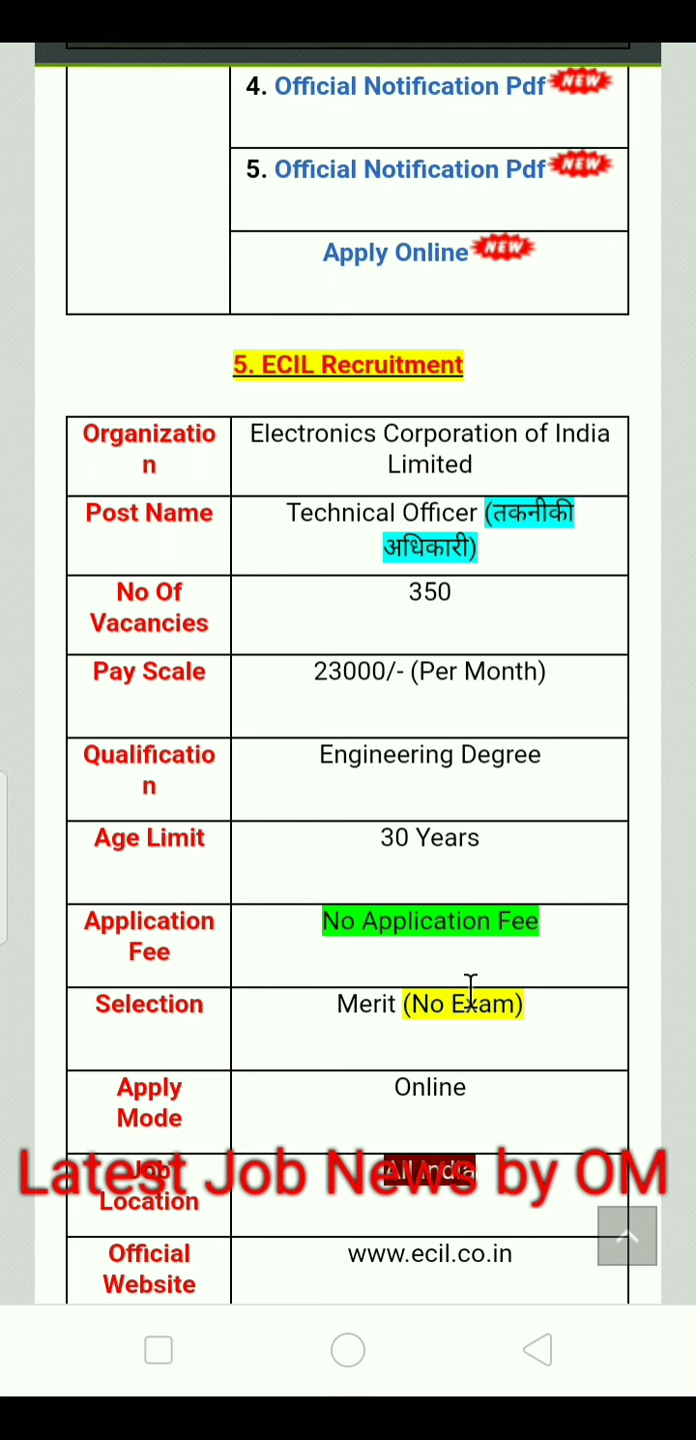 4. Official Notification Pdf NEW
5. Official Notification Pdf NEW
Apply Online NEW
5. ECIL Recruitment
Organizatio
n
Electronics Corporation of India
Limited
Post Name
Technical Officer (तकनीकी
अधिकारी)
No Of
Vacancies
350
Pay Scale
23000/- (Per Month)
Qualificatio
n
Engineering Degree
Age Limit
30 Years
Application
Fee
No Application Fee
Selection
Merit (No Exam)
Apply
Mode
Online
Job
Location
All India
Latest Job News by OM
Official
Website
www.ecil.co.in